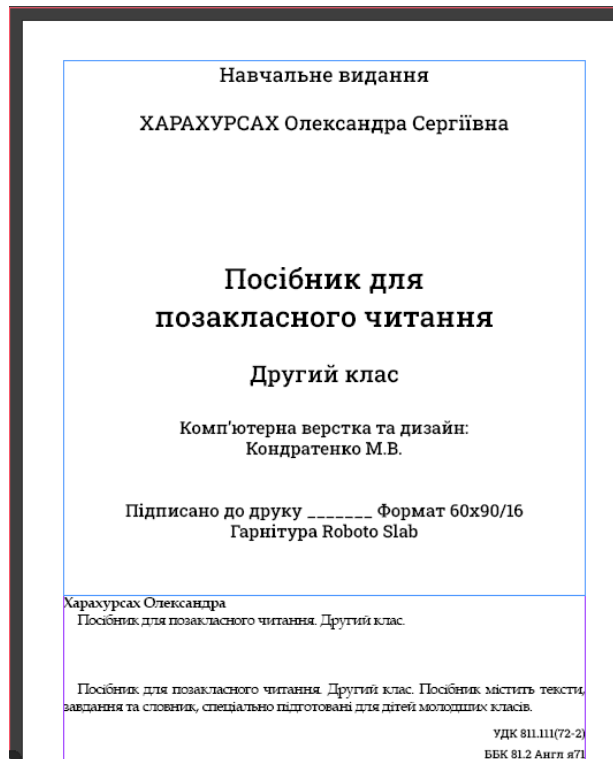 Навчальне видання
ХАРАХУРСАХ Олександра Сергіївна
Посібник для
позакласного читання
Другий клас
Комп'ютерна верстка та дизайн:
Кондратенко М.В.
Підписано до друку _______ Формат 60х90/16
Гарнітура Roboto Slab
Харахурсах Олександра
Посібник для позакласного читання. Другий клас.
Посібник для позакласного читання. Другий клас. Посібник містить тексти,
завдання та словник, спеціально підготовані для дітей молодших класів.
УДК 811.111(72-2)
ББК 81.2 Англ я71